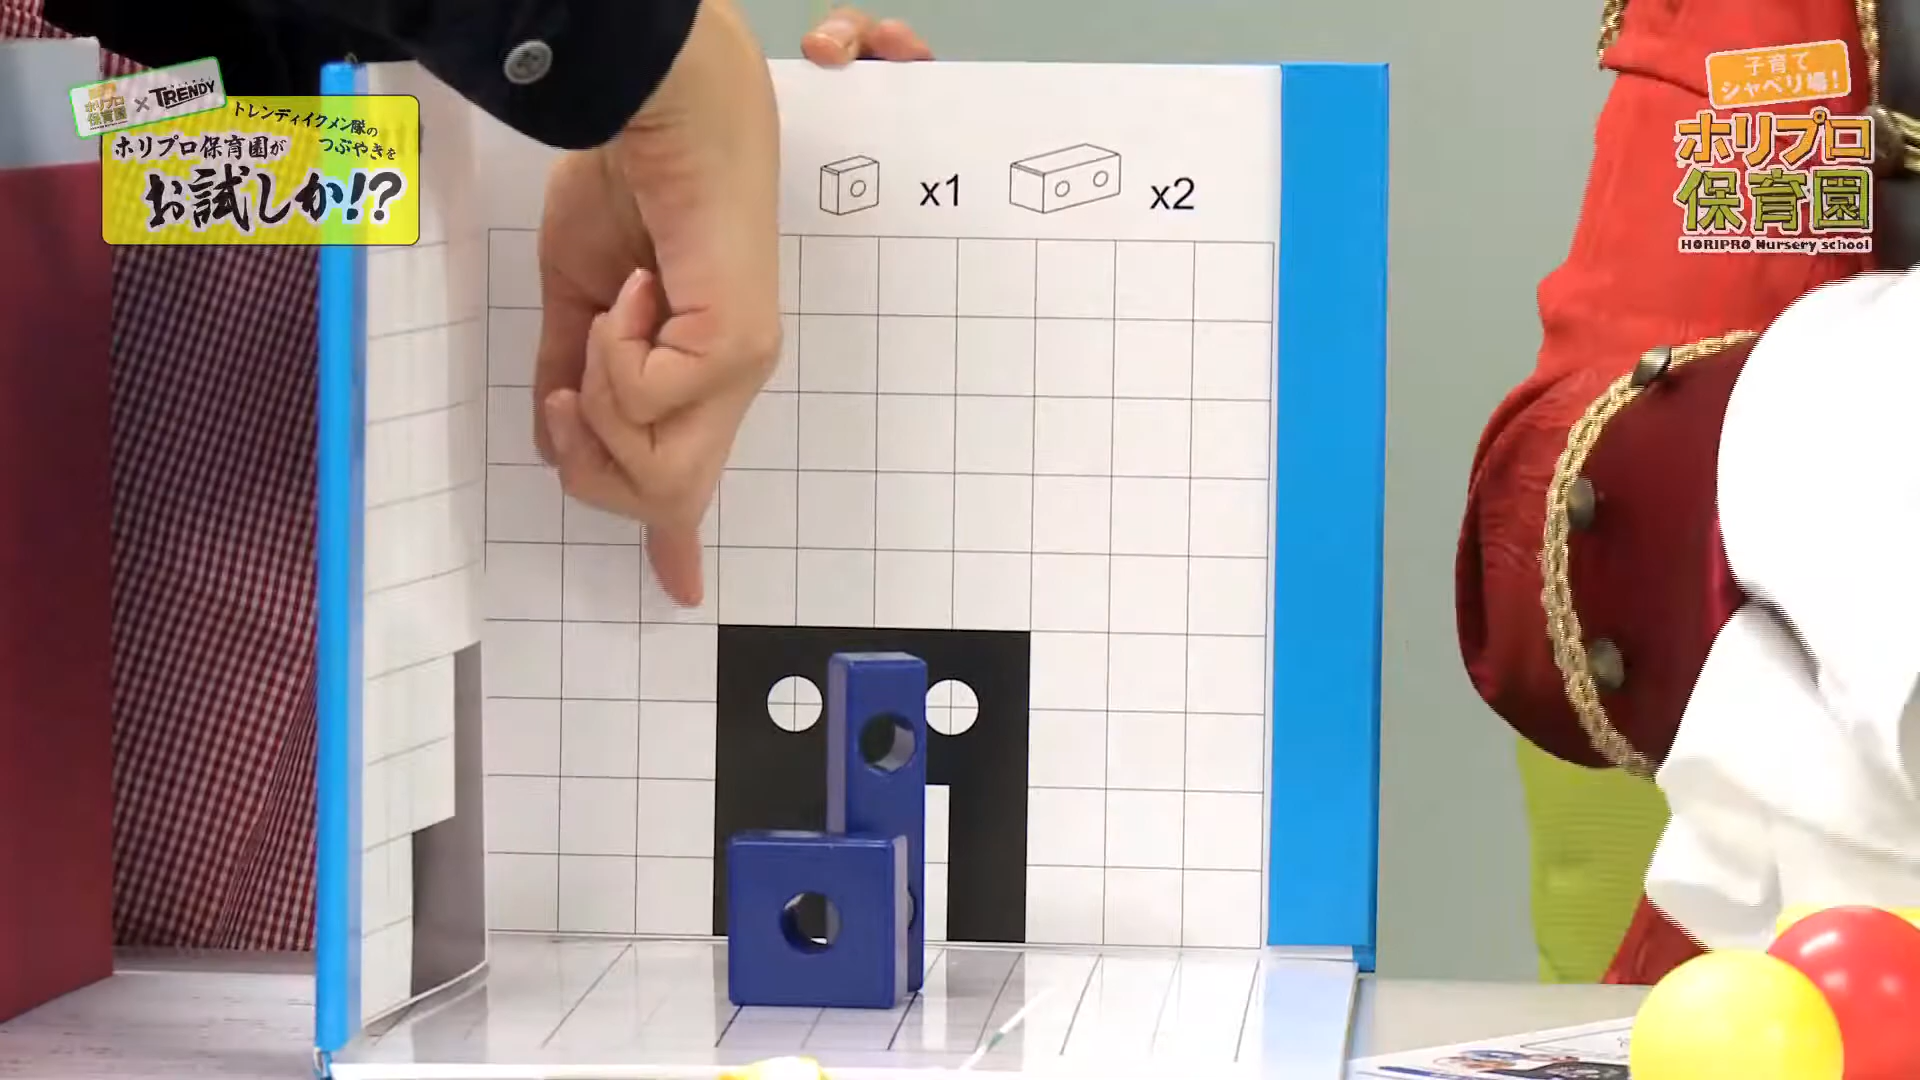 ホリプロ
保育園
×
TRENDY
トレンディイクメン隊の
つぶやきを
ホリプロ保育園が
お試しか!?
x1
x2
子育て
シャベリ場!
ホリプロ
保育園
HORIPRO Nursery school